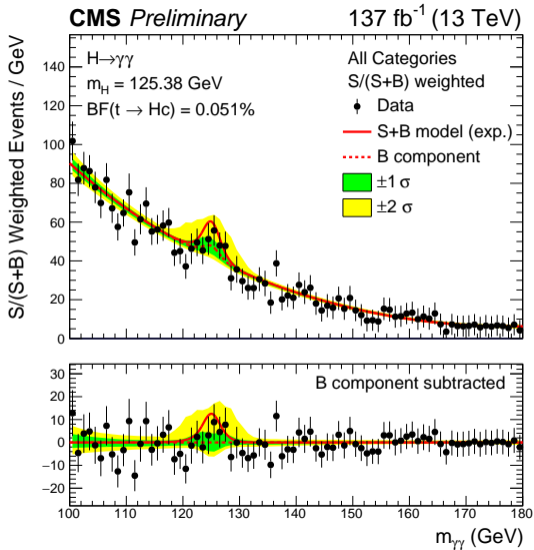 CMS Preliminary 137 fb⁻¹ (13 TeV)
S/(S+B) Weighted Events / GeV
H→γγ
m_H = 125.38 GeV
BF(t → Hc) = 0.051%
All Categories
S/(S+B) weighted
Data
S+B model (exp.)
B component
±1 σ
±2 σ
140
120
100
80
60
40
20
0
B component subtracted
30
20
10
0
−10
−20
100 110 120 130 140 150 160 170 180
m_γγ (GeV)